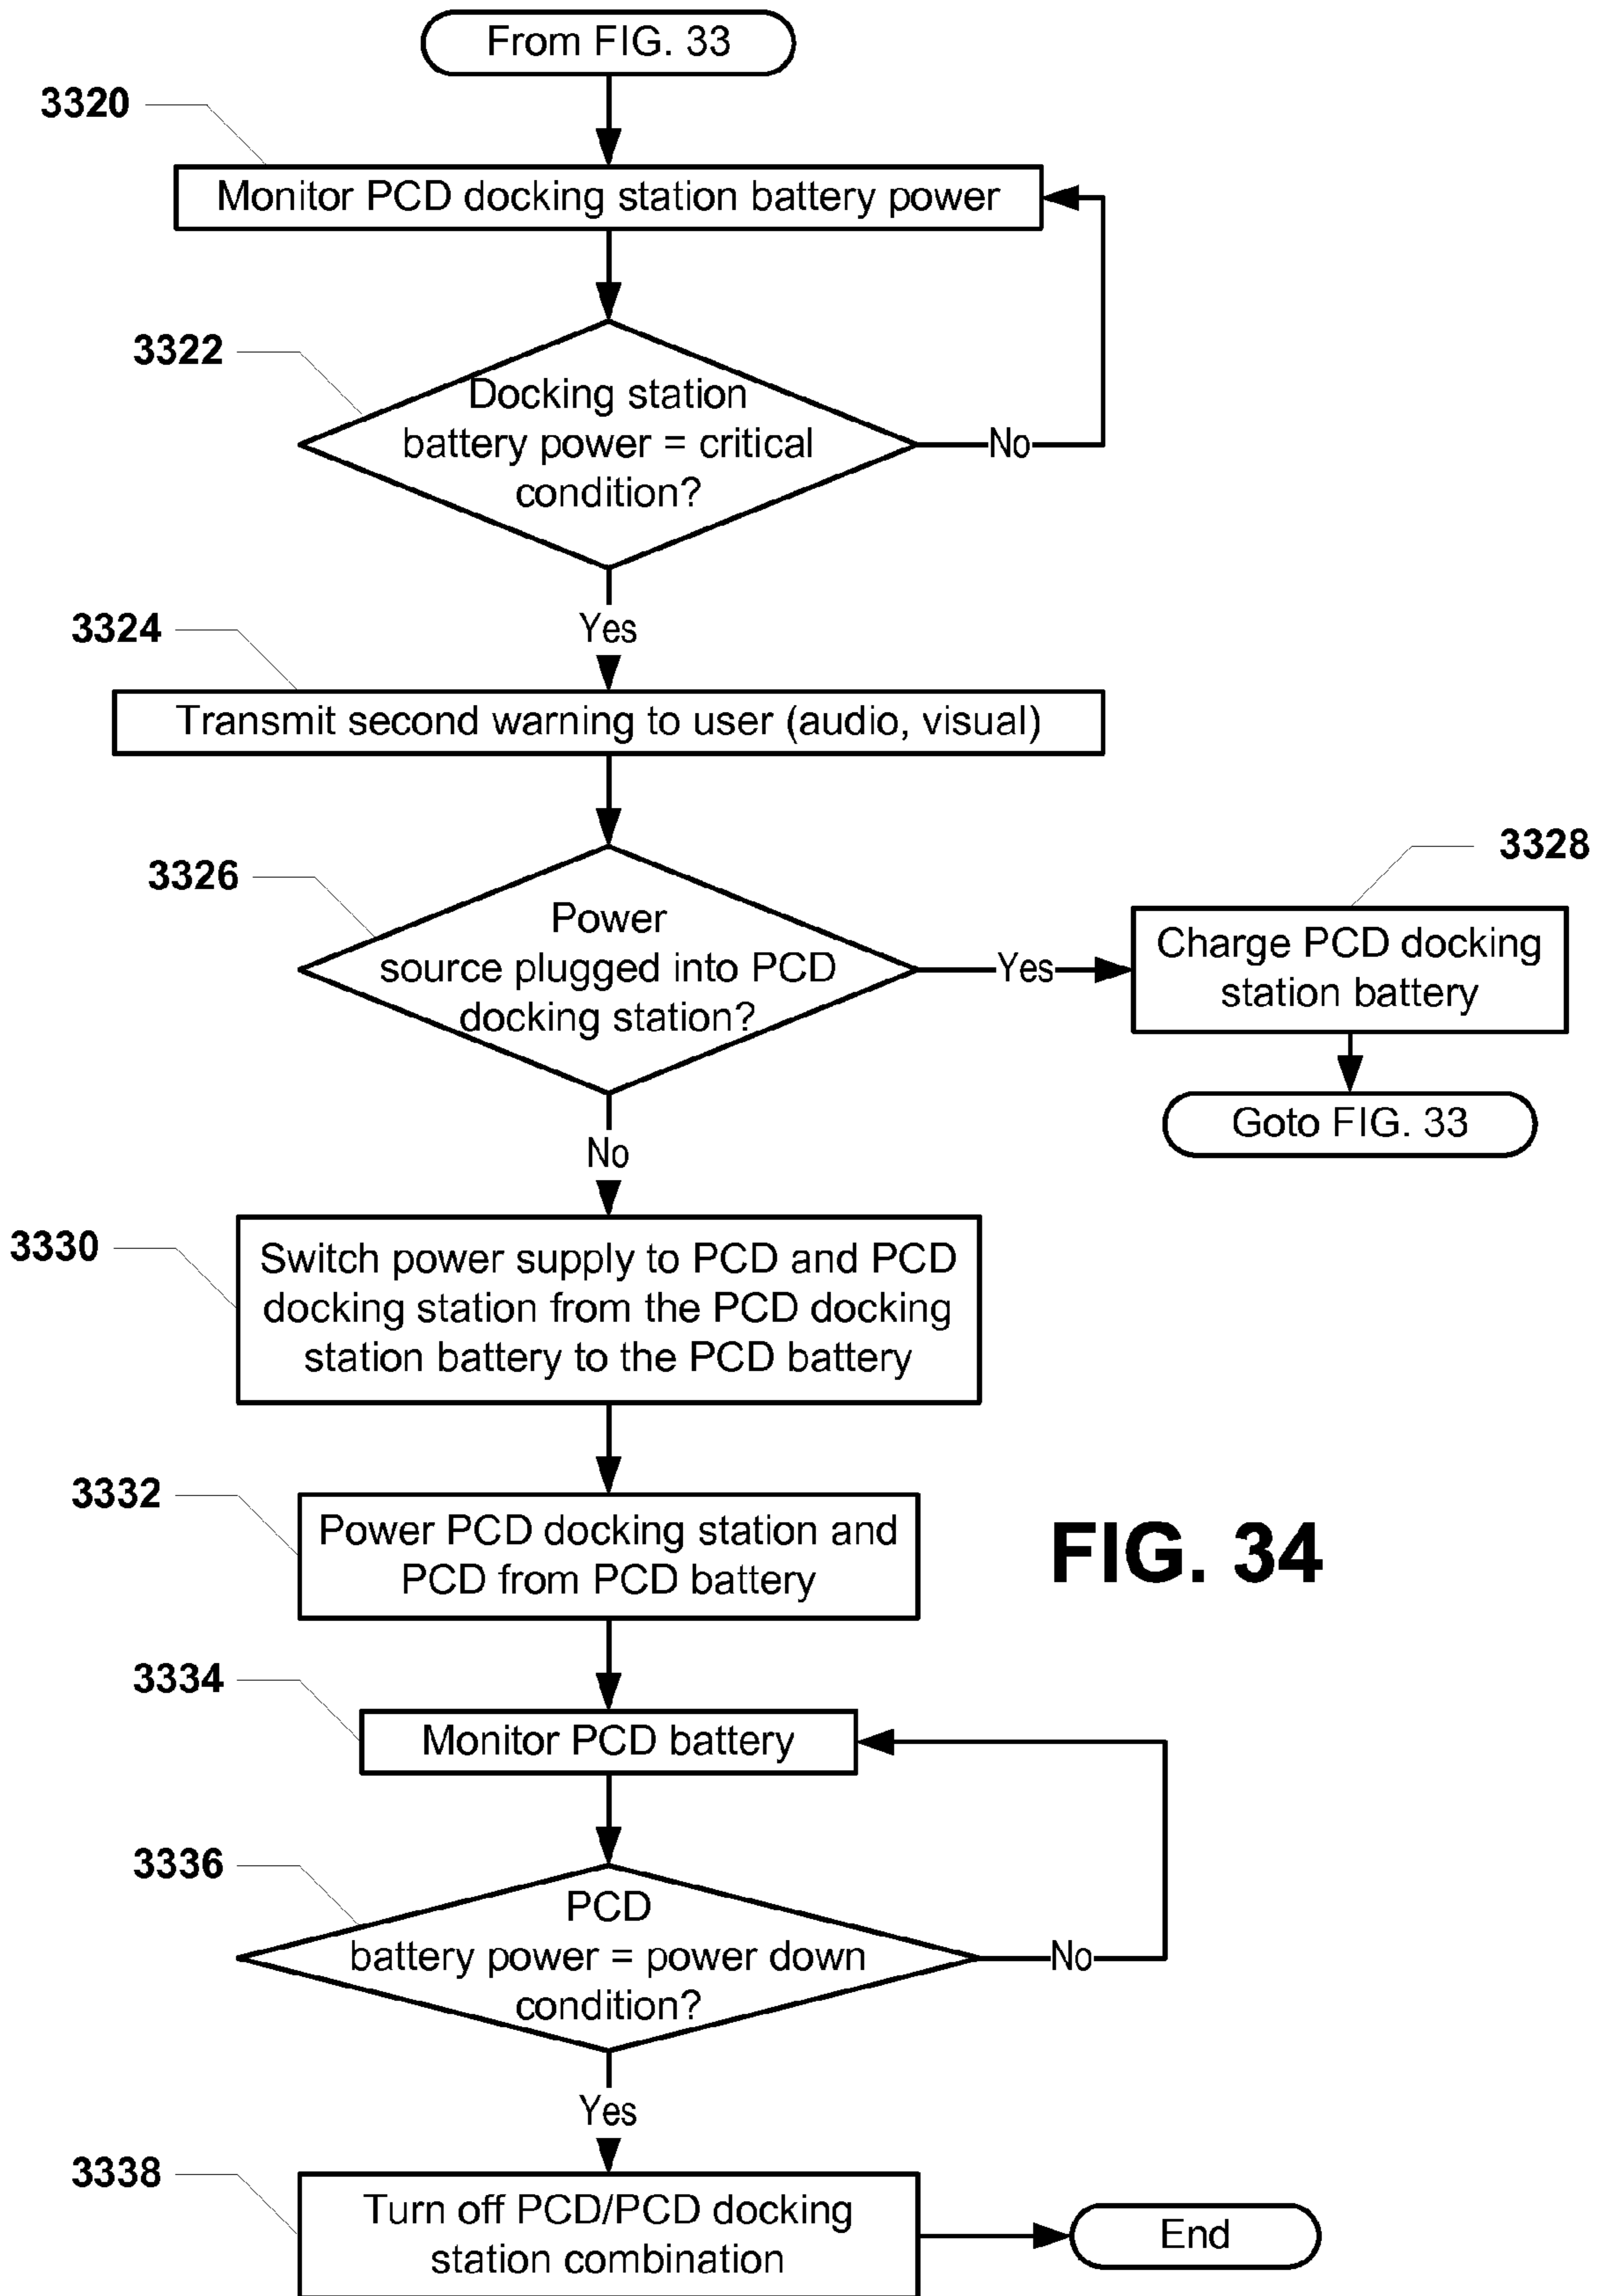 From FIG. 33
3320
Monitor PCD docking station battery power
3322
Docking station
battery power = critical
condition?
No
Yes
3324
Transmit second warning to user (audio, visual)
3326
Power
source plugged into PCD
docking station?
Yes
3328
Charge PCD docking
station battery
Goto FIG. 33
No
3330
Switch power supply to PCD and PCD
docking station from the PCD docking
station battery to the PCD battery
3332
Power PCD docking station and
PCD from PCD battery
FIG. 34
3334
Monitor PCD battery
3336
PCD
battery power = power down
condition?
No
Yes
3338
Turn off PCD/PCD docking
station combination
End